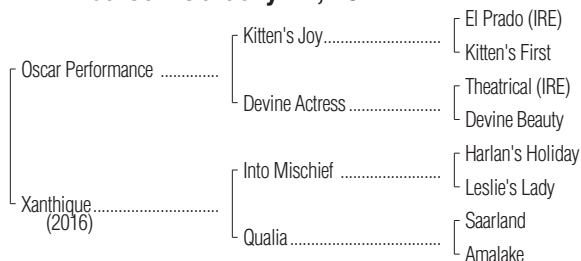 El Prado (IRE)
Kitten's Joy
Kitten's First
Oscar Performance
Theatrical (IRE)
Devine Actress
Devine Beauty
Harlan's Holiday
Into Mischief
Leslie's Lady
Xanthique
(2016)
Saarland
Qualia
Amalake